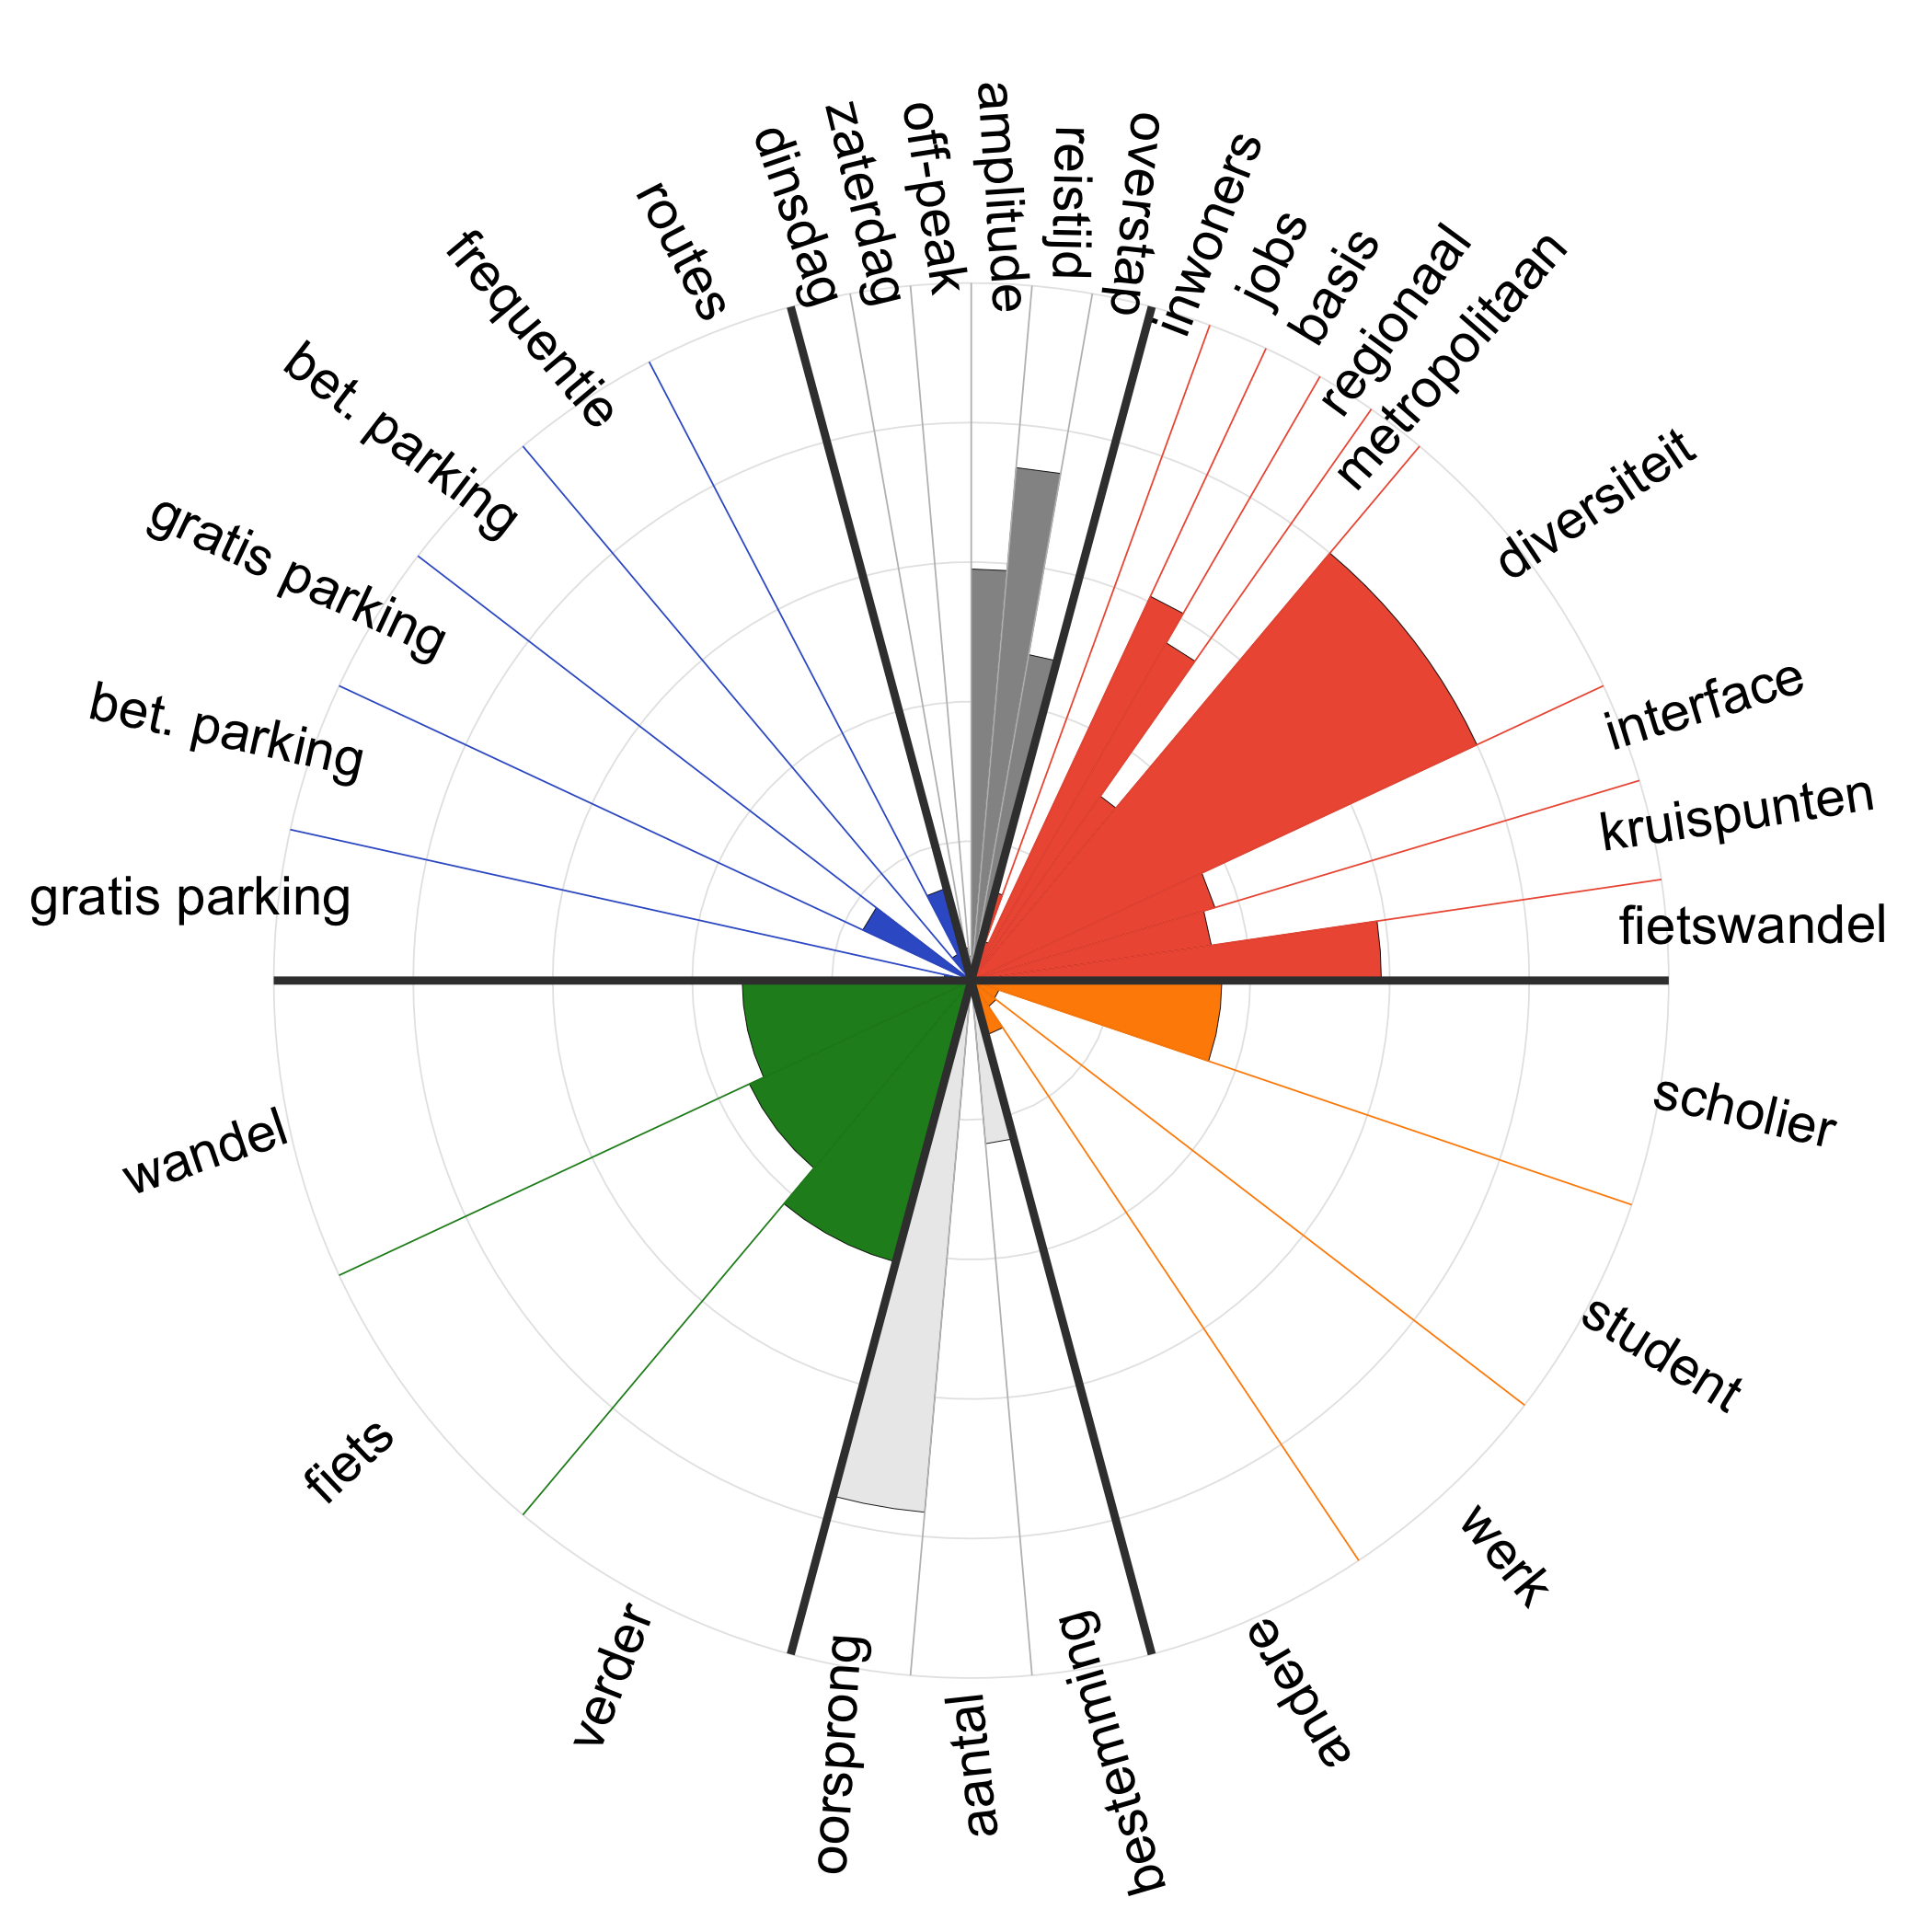 dinsdag
zaterdag
off-peak
amplitude
reistijd
overstap
inwoners
jobs
basis
regionaal
metropolitaan
diversiteit
interface
kruispunten
fietswandel
scholier
student
werk
andere
bestemming
aantal
oorsprong
verder
fiets
wandel
gratis parking
bet. parking
gratis parking
bet. parking
frequentie
routes